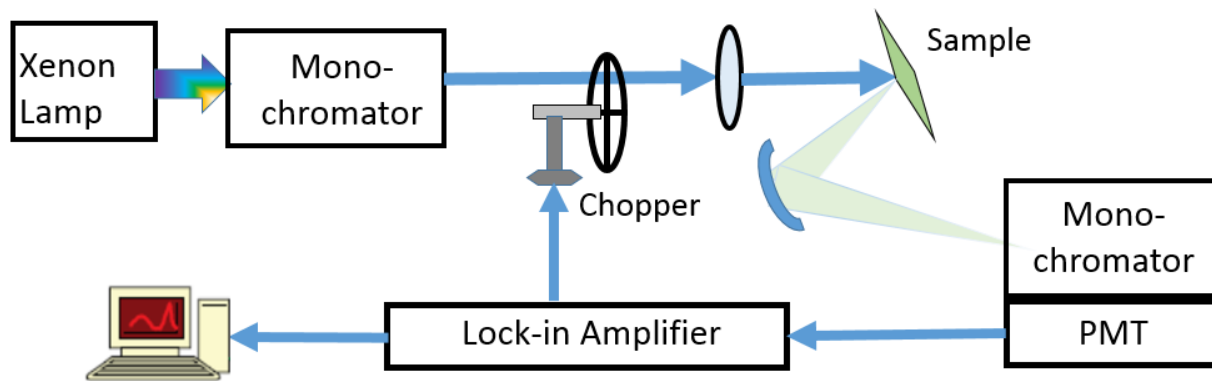 Xenon
Lamp
Mono-
chromator
Sample
Chopper
Mono-
chromator
Lock-in Amplifier
PMT